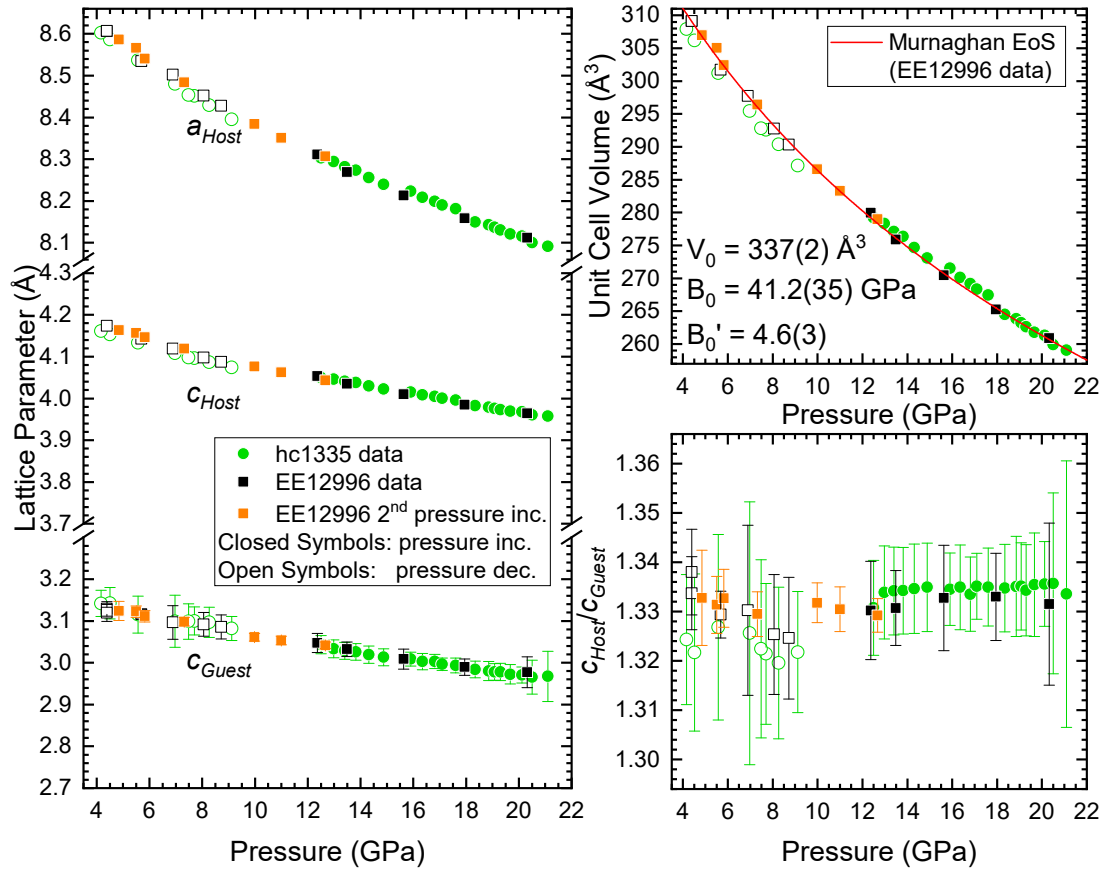 8.6
8.5
8.4
8.3
8.2
8.1
a_Host
4.3
4.2
4.1
4.0
3.9
3.8
3.7
c_Host
hc1335 data
EE12996 data
EE12996 2nd pressure inc.
Closed Symbols: pressure inc.
Open Symbols: pressure dec.
3.2
3.1
3.0
2.9
2.8
2.7
c_Guest
Lattice Parameter (Å)
4 6 8 10 12 14 16 18 20 22
Pressure (GPa)
310
305
300
295
290
285
280
275
270
265
260
Unit Cell Volume (Å³)
Murnaghan EoS
(EE12996 data)
V₀ = 337(2) Å³
B₀ = 41.2(35) GPa
B₀' = 4.6(3)
4 6 8 10 12 14 16 18 20 22
Pressure (GPa)
1.36
1.35
1.34
1.33
1.32
1.31
1.30
c_Host/c_Guest
4 6 8 10 12 14 16 18 20 22
Pressure (GPa)